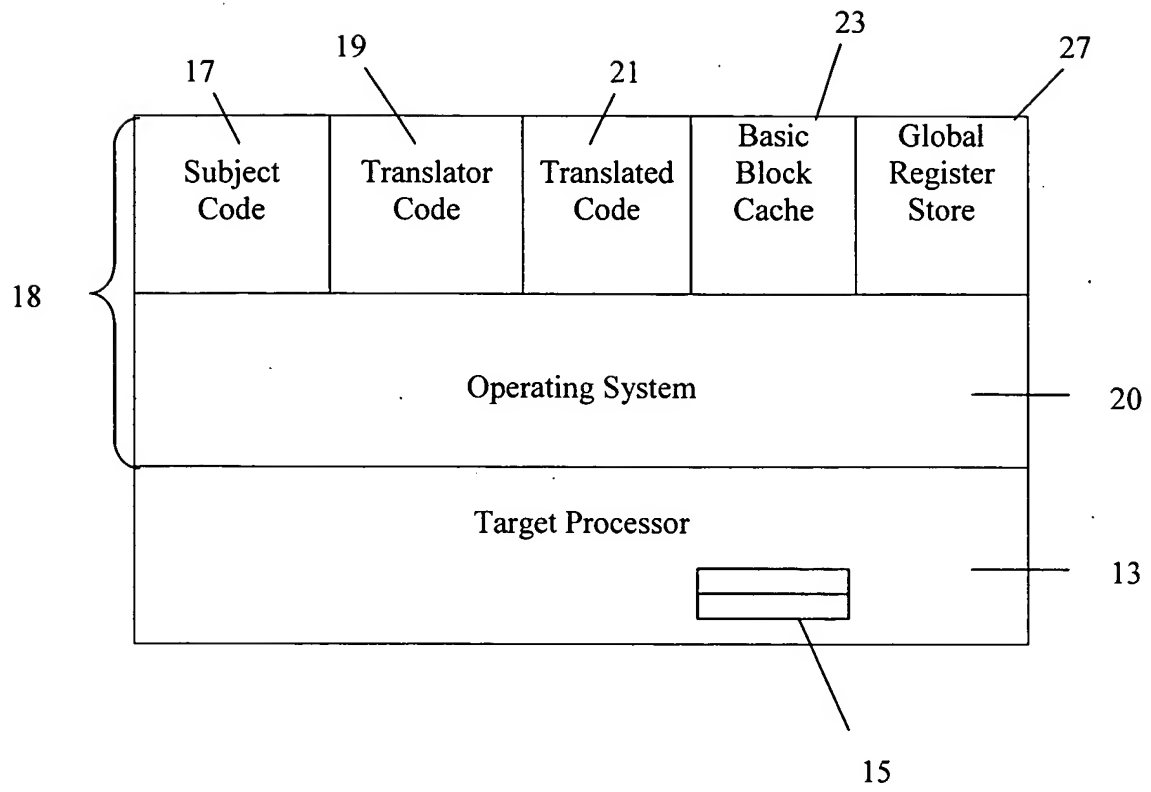 23
19
27
17
21
Subject
Code
Translator
Code
Translated
Code
Basic
Block
Cache
Global
Register
Store
18
Operating System
20
Target Processor
13
15